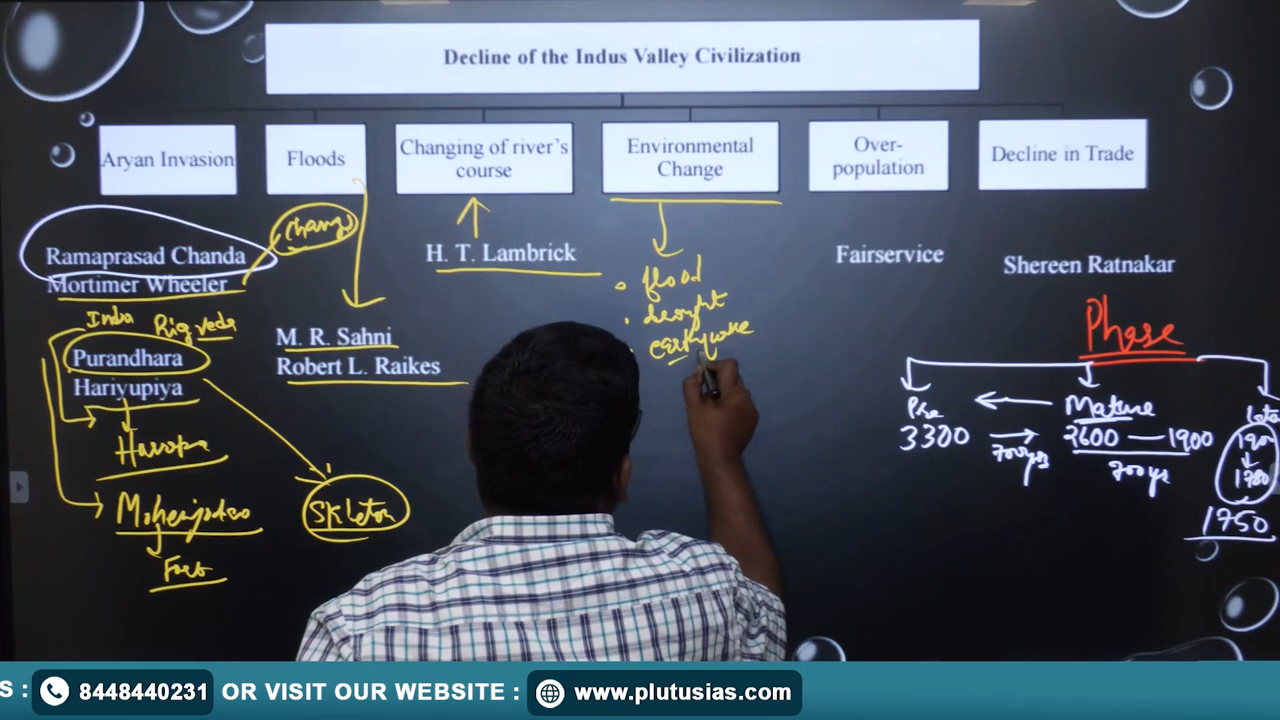 Decline of the Indus Valley Civilization
Aryan Invasion
Floods
Changing of river's
course
Environmental
Change
Over-
population
Decline in Trade
Ramaprasad Chanda
Mortimer Wheeler
Indra Rig veda
Purandhara
Hariyupiya
Harappa
Mohenjodaro
Fort
Skleton
M. R. Sahni
Robert L. Raikes
H. T. Lambrick
flood
earthquake
Fairservice
Shereen Ratnakar
Phase
Pre
3300
700 yrs
Mature
2600 — 1900
700 yrs
1750
S :
8448440231
OR VISIT OUR WEBSITE :
www.plutusias.com